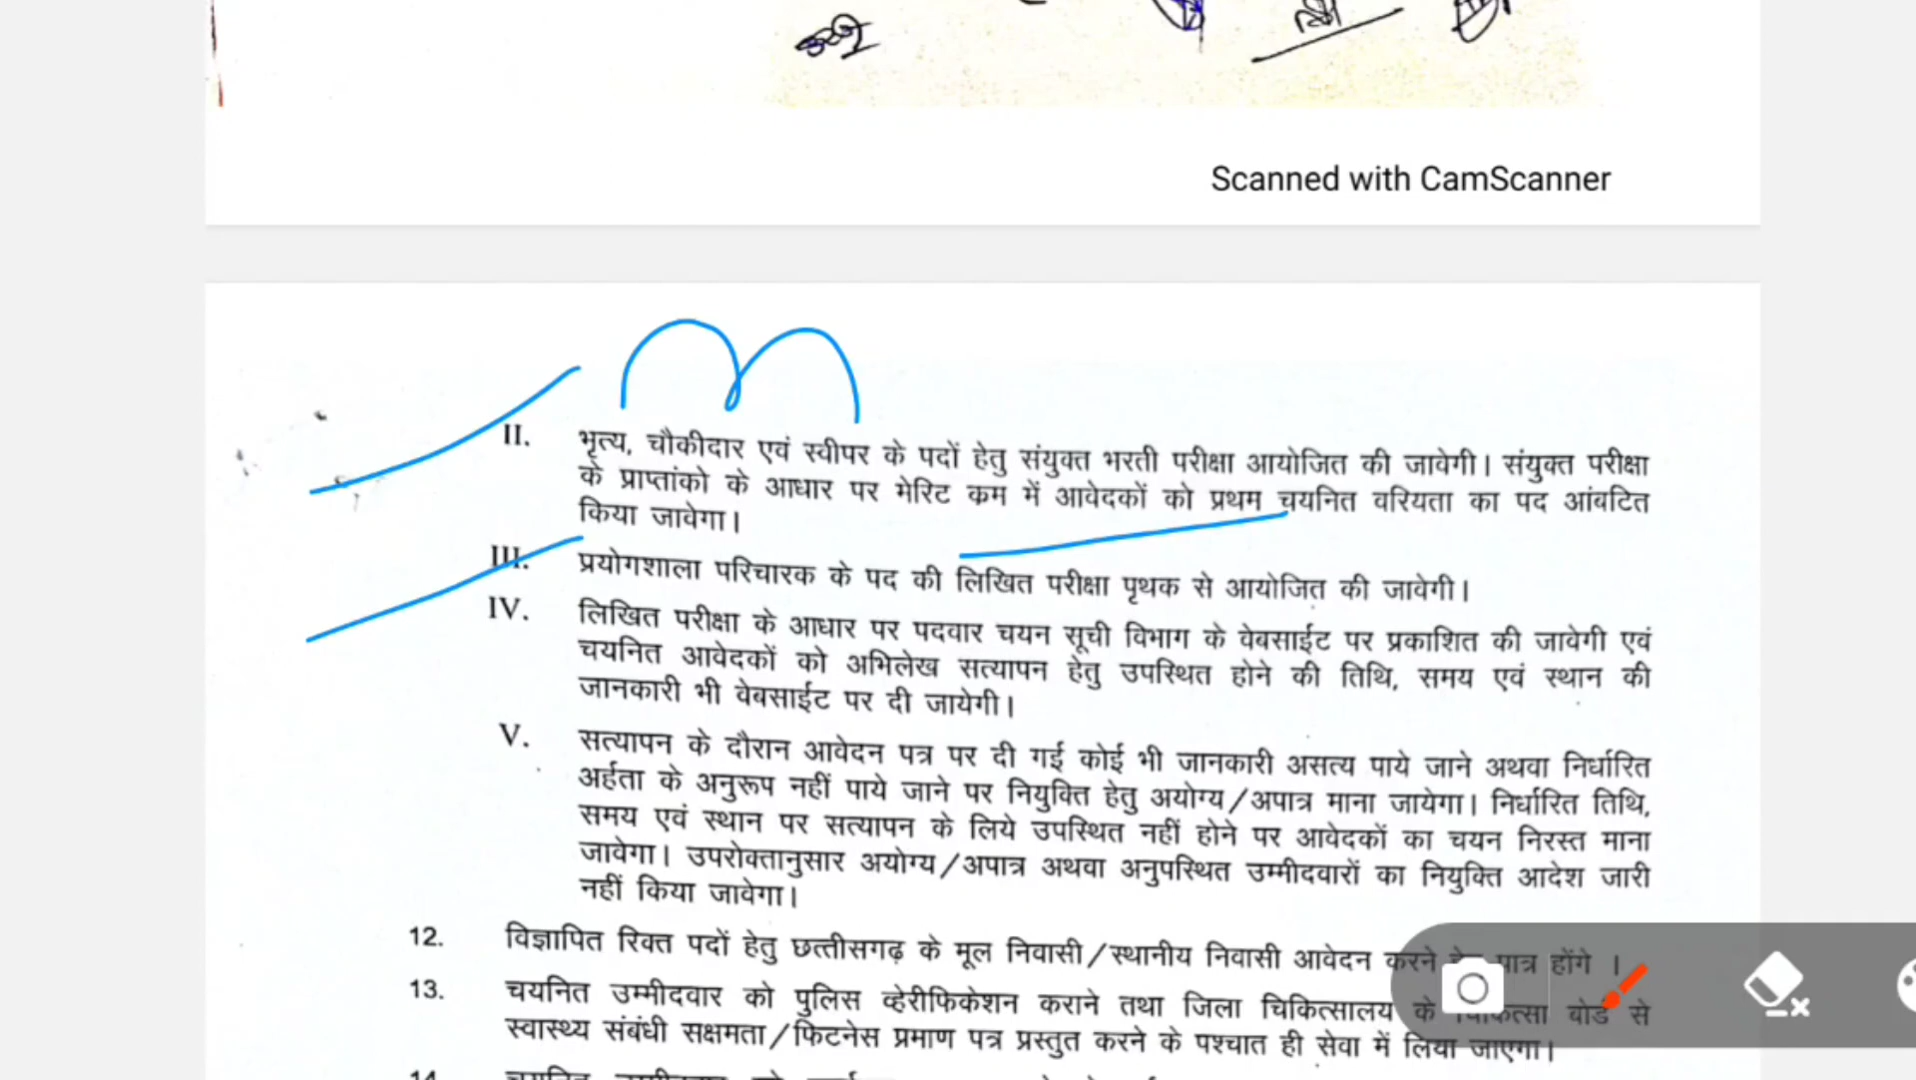 Scanned with CamScanner
II. भृत्य, चौकीदार एवं स्वीपर के पदों हेतु संयुक्त भरती परीक्षा आयोजित की जावेगी। संयुक्त परीक्षा
के प्राप्तांको के आधार पर मेरिट कम में आवेदकों को प्रथम चयनित वरियता का पद आंबटित
किया जावेगा।
III. प्रयोगशाला परिचारक के पद की लिखित परीक्षा पृथक से आयोजित की जावेगी।
IV. लिखित परीक्षा के आधार पर पदवार चयन सूची विभाग के वेबसाईट पर प्रकाशित की जावेगी एवं
चयनित आवेदकों को अभिलेख सत्यापन हेतु उपस्थित होने की तिथि, समय एवं स्थान की
जानकारी भी वेबसाईट पर दी जायेगी।
V. सत्यापन के दौरान आवेदन पत्र पर दी गई कोई भी जानकारी असत्य पाये जाने अथवा निर्धारित
अर्हता के अनुरूप नहीं पाये जाने पर नियुक्ति हेतु अयोग्य/अपात्र माना जायेगा। निर्धारित तिथि,
समय एवं स्थान पर सत्यापन के लिये उपस्थित नहीं होने पर आवेदकों का चयन निरस्त माना
जावेगा। उपरोक्तानुसार अयोग्य/अपात्र अथवा अनुपस्थित उम्मीदवारों का नियुक्ति आदेश जारी
नहीं किया जावेगा।
12. विज्ञापित रिक्त पदों हेतु छत्तीसगढ़ के मूल निवासी/स्थानीय निवासी आवेदन करने पात्र होंगे ।
13. चयनित उम्मीदवार को पुलिस व्हेरीफिकेशन कराने तथा जिला चिकित्सालय के चिकित्सा बोर्ड से
स्वास्थ्य संबंधी सक्षमता/फिटनेस प्रमाण पत्र प्रस्तुत करने के पश्चात ही सेवा में लिया जाएगा।
14.